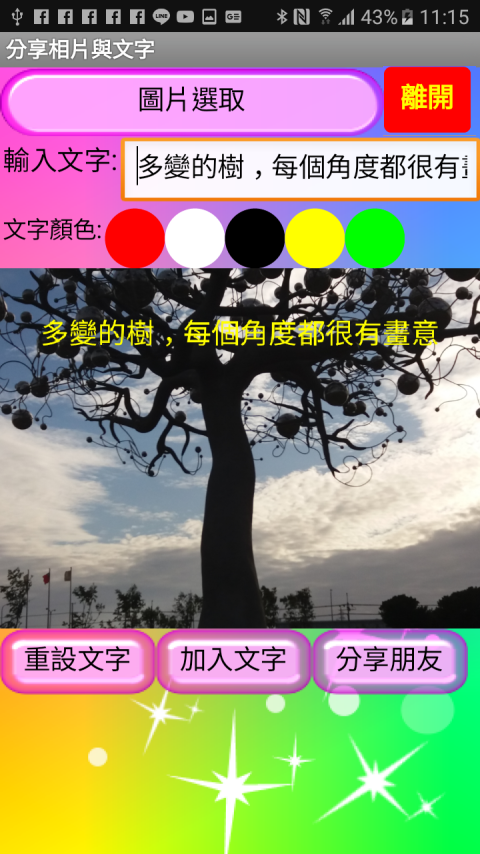 43% 11:15
分享相片與文字
圖片選取
離開
輸入文字:
多變的樹，每個角度都很有
文字顏色:
多變的樹，每個角度都很有畫意
重設文字
加入文字
分享朋友